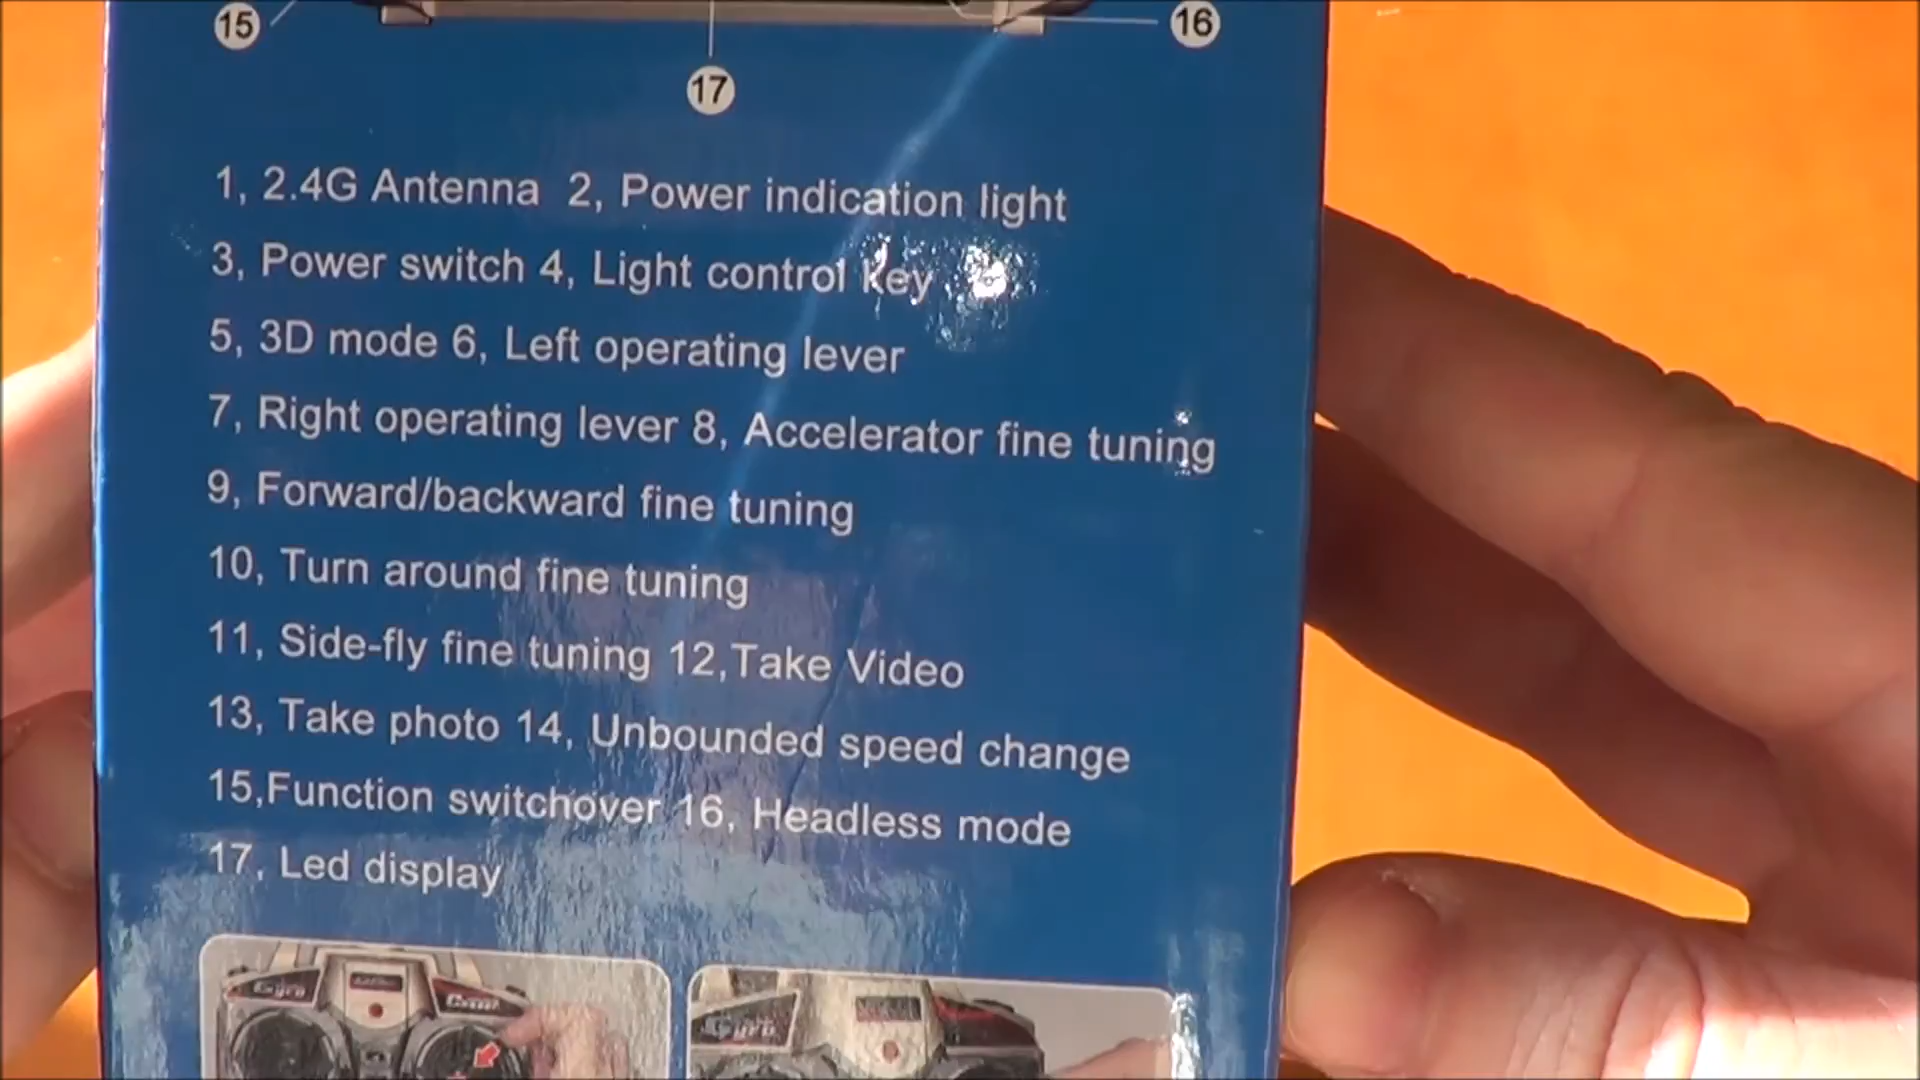 15
16
17
1, 2.4G Antenna 2, Power indication light
3, Power switch 4, Light control key
5, 3D mode 6, Left operating lever
7, Right operating lever 8, Accelerator fine tuning
9, Forward/backward fine tuning
10, Turn around fine tuning
11, Side-fly fine tuning 12,Take Video
13, Take photo 14, Unbounded speed change
15,Function switchover 16, Headless mode
17, Led display
Gyro
Gyro